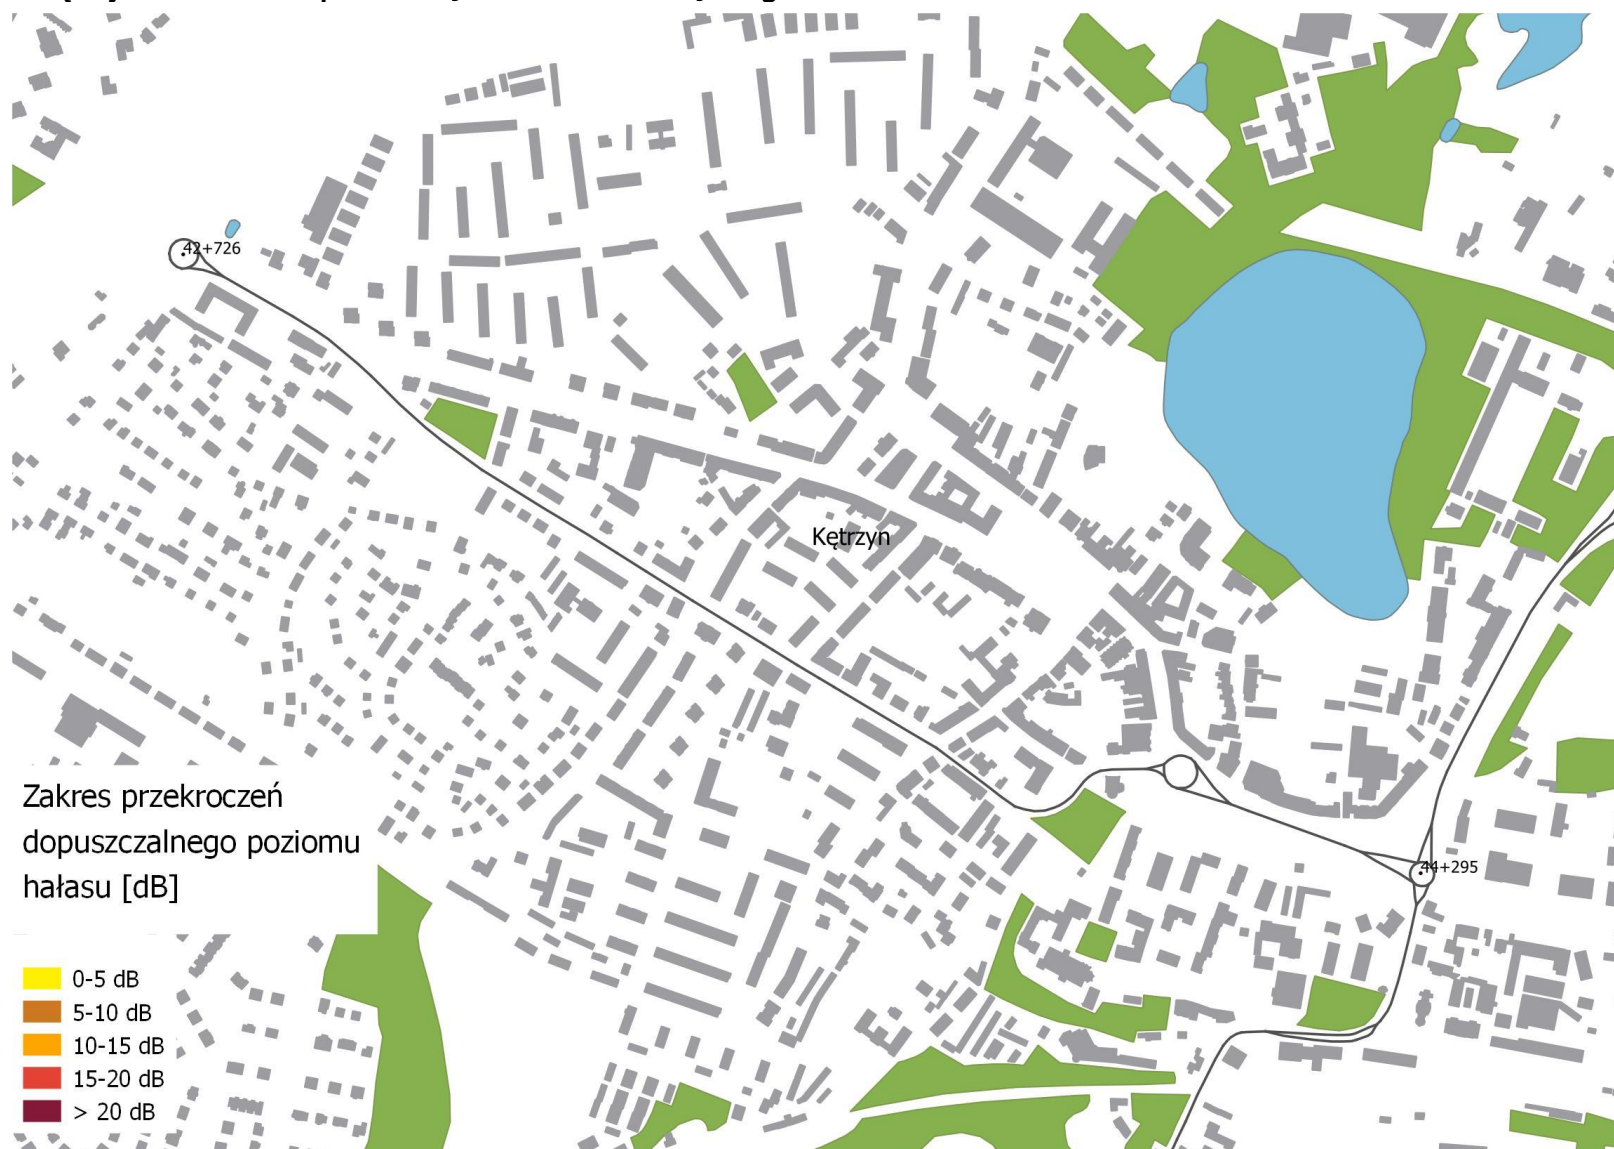 42+726
Kętrzyn
44+295
Zakres przekroczeń
dopuszczalnego poziomu
hałasu [dB]
0-5 dB
5-10 dB
10-15 dB
15-20 dB
> 20 dB